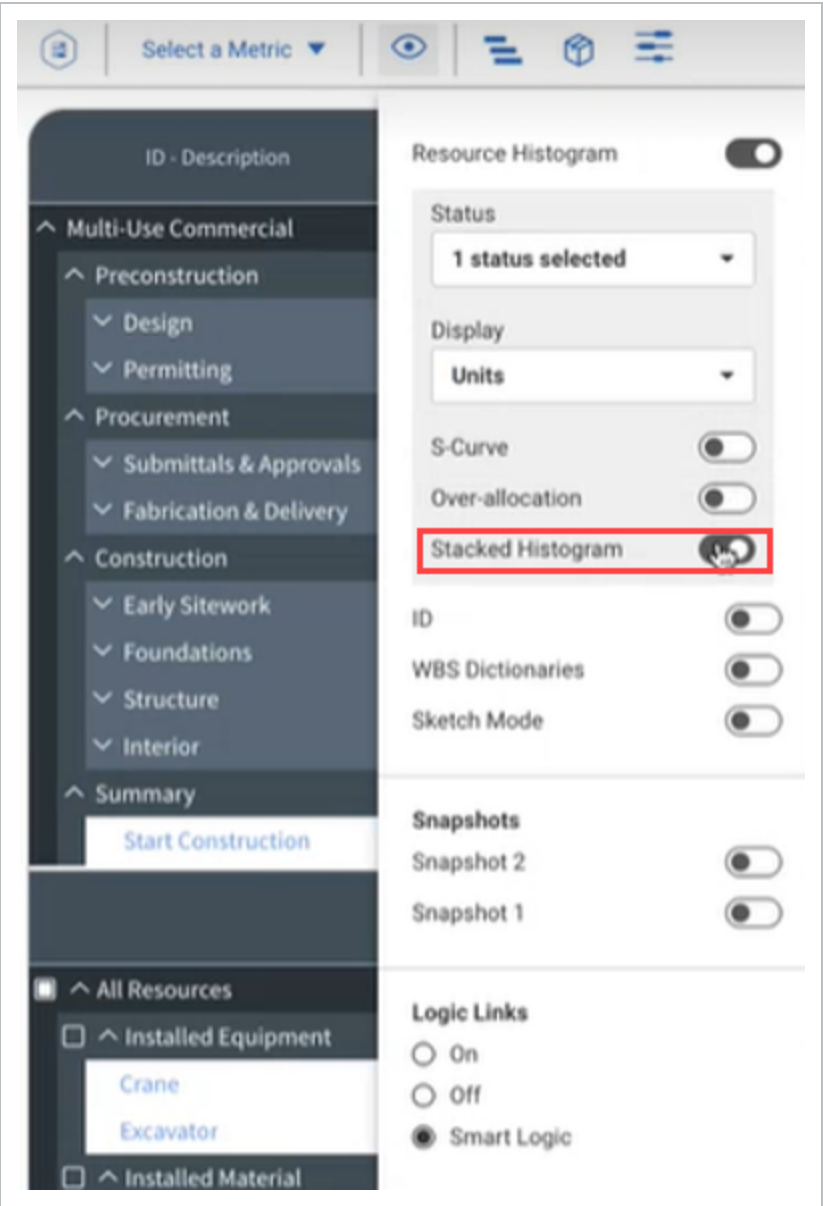 Select a Metric
ID - Description
Multi-Use Commercial
Preconstruction
Design
Permitting
Procurement
Submittals & Approvals
Fabrication & Delivery
Construction
Early Sitework
Foundations
Structure
Interior
Summary
Start Construction
All Resources
Installed Equipment
Crane
Excavator
Installed Material
Resource Histogram
Status
1 status selected
Display
Units
S-Curve
Over-allocation
Stacked Histogram
ID
WBS Dictionaries
Sketch Mode
Snapshots
Snapshot 2
Snapshot 1
Logic Links
On
Off
Smart Logic